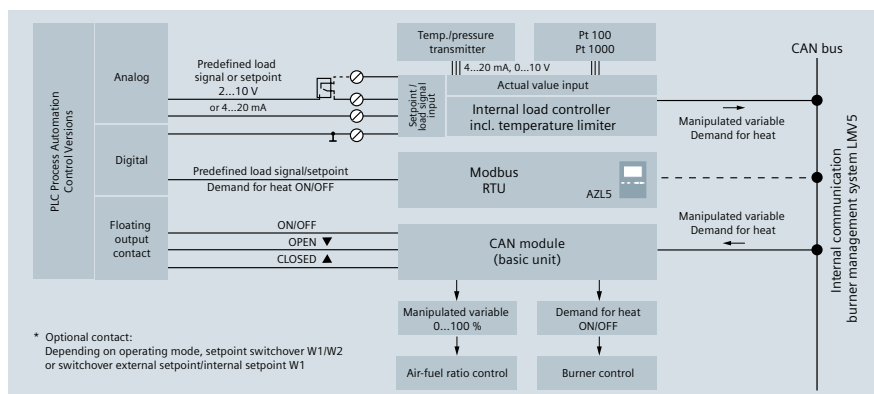 PLC Process Automation
Control Versions
Analog
Digital
Floating
output
contact
Predefined load
signal or setpoint
2...10 V
or 4...20 mA
Predefined load signal/setpoint
Demand for heat ON/OFF
ON/OFF
OPEN ▼
CLOSED ▲
Temp./pressure
transmitter
Pt 100
Pt 1000
4...20 mA, 0...10 V
Setpoint/
load signal
input
Actual value input
Internal load controller
incl. temperature limiter
Modbus
RTU
AZL5
CAN module
(basic unit)
Manipulated variable
0...100 %
Demand for heat
ON/OFF
Air-fuel ratio control
Burner control
CAN bus
Manipulated variable
Demand for heat
Manipulated variable
Demand for heat
Internal communication
burner management system LMV5
* Optional contact:
Depending on operating mode, setpoint switchover W1/W2
or switchover external setpoint/internal setpoint W1